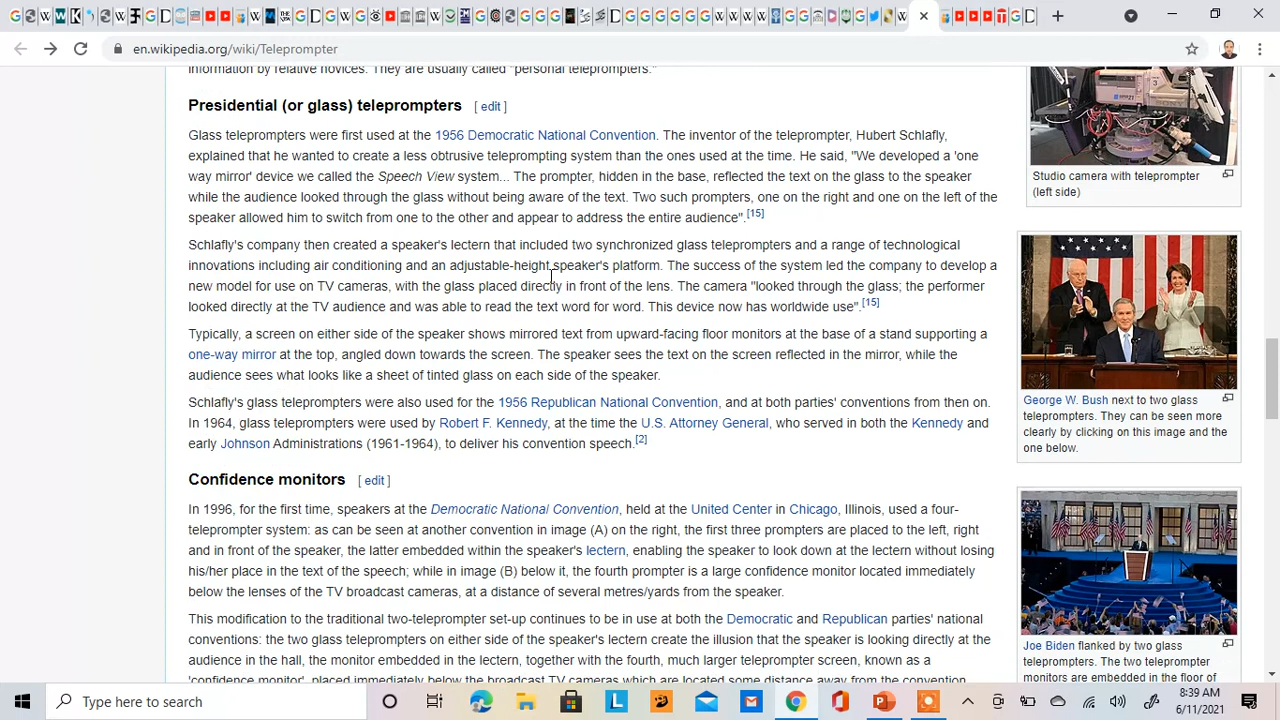 en.wikipedia.org/wiki/Teleprompter
information by relative novices. They are usually called "personal teleprompters."
Presidential (or glass) teleprompters [ edit ]
Glass teleprompters were first used at the 1956 Democratic National Convention. The inventor of the teleprompter, Hubert Schlafly,
explained that he wanted to create a less obtrusive teleprompting system than the ones used at the time. He said, "We developed a 'one
way mirror' device we called the Speech View system... The prompter, hidden in the base, reflected the text on the glass to the speaker
while the audience looked through the glass without being aware of the text. Two such prompters, one on the right and one on the left of the
speaker allowed him to switch from one to the other and appear to address the entire audience".[15]
Schlafly's company then created a speaker's lectern that included two synchronized glass teleprompters and a range of technological
innovations including air conditioning and an adjustable-height speaker's platform. The success of the system led the company to develop a
new model for use on TV cameras, with the glass placed directly in front of the lens. The camera "looked through the glass; the performer
looked directly at the TV audience and was able to read the text word for word. This device now has worldwide use".[15]
Typically, a screen on either side of the speaker shows mirrored text from upward-facing floor monitors at the base of a stand supporting a
one-way mirror at the top, angled down towards the screen. The speaker sees the text on the screen reflected in the mirror, while the
audience sees what looks like a sheet of tinted glass on each side of the speaker.
Schlafly's glass teleprompters were also used for the 1956 Republican National Convention, and at both parties' conventions from then on.
In 1964, glass teleprompters were used by Robert F. Kennedy, at the time the U.S. Attorney General, who served in both the Kennedy and
early Johnson Administrations (1961-1964), to deliver his convention speech.[2]
Confidence monitors [ edit ]
In 1996, for the first time, speakers at the Democratic National Convention, held at the United Center in Chicago, Illinois, used a four-
teleprompter system: as can be seen at another convention in image (A) on the right, the first three prompters are placed to the left, right
and in front of the speaker, the latter embedded within the speaker's lectern, enabling the speaker to look down at the lectern without losing
his/her place in the text of the speech; while in image (B) below it, the fourth prompter is a large confidence monitor located immediately
below the lenses of the TV broadcast cameras, at a distance of several metres/yards from the speaker.
This modification to the traditional two-teleprompter set-up continues to be in use at both the Democratic and Republican parties' national
conventions: the two glass teleprompters on either side of the speaker's lectern create the illusion that the speaker is looking directly at the
audience in the hall, the monitor embedded in the lectern, together with the fourth, much larger teleprompter screen, known as a
'confidence monitor', placed immediately below the broadcast TV cameras which are located some distance away from the convention
Studio camera with teleprompter
(left side)
George W. Bush next to two glass
teleprompters. They can be seen more
clearly by clicking on this image and the
one below.
Joe Biden flanked by two glass
teleprompters. The two teleprompter
monitors are embedded in the floor of
Type here to search
8:39 AM
6/11/2021